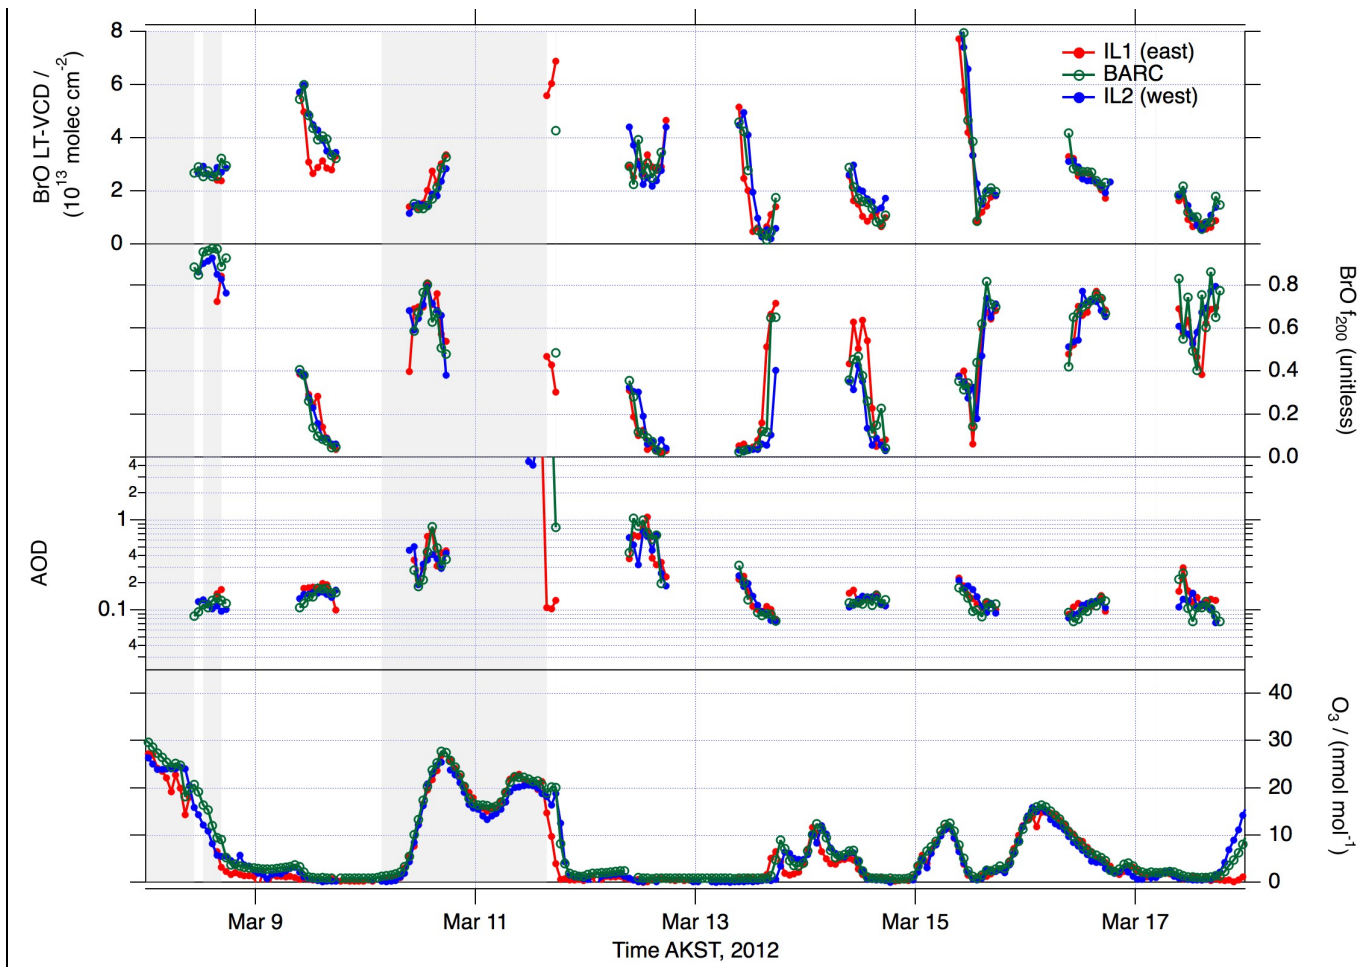 BrO LT-VCD /
(10¹³ molec cm⁻²)
8
6
4
2
0
IL1 (east)
BARC
IL2 (west)
0.8
0.6
0.4
0.2
0.0
BrO f₂₀₀ (unitless)
AOD
4
2
1
4
2
0.1
4
40
30
20
10
0
O₃ / (nmol mol⁻¹)
Mar 9
Mar 11
Mar 13
Mar 15
Mar 17
Time AKST, 2012